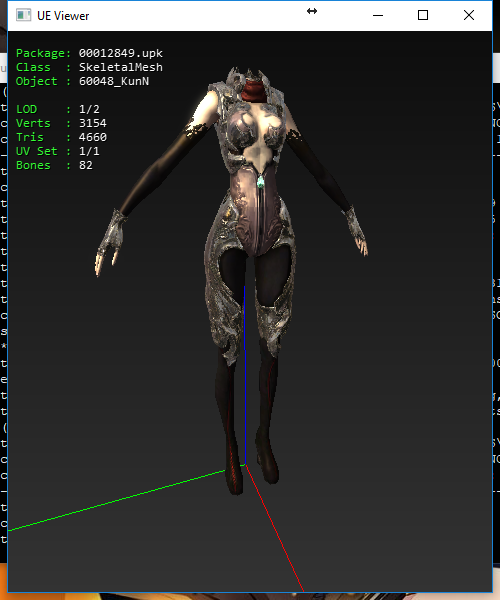 UE Viewer
Package: 00012849.upk
Class : SkeletalMesh
Object : 60048_KunN
LOD : 1/2
Verts : 3154
Tris : 4660
UV Set : 1/1
Bones : 82